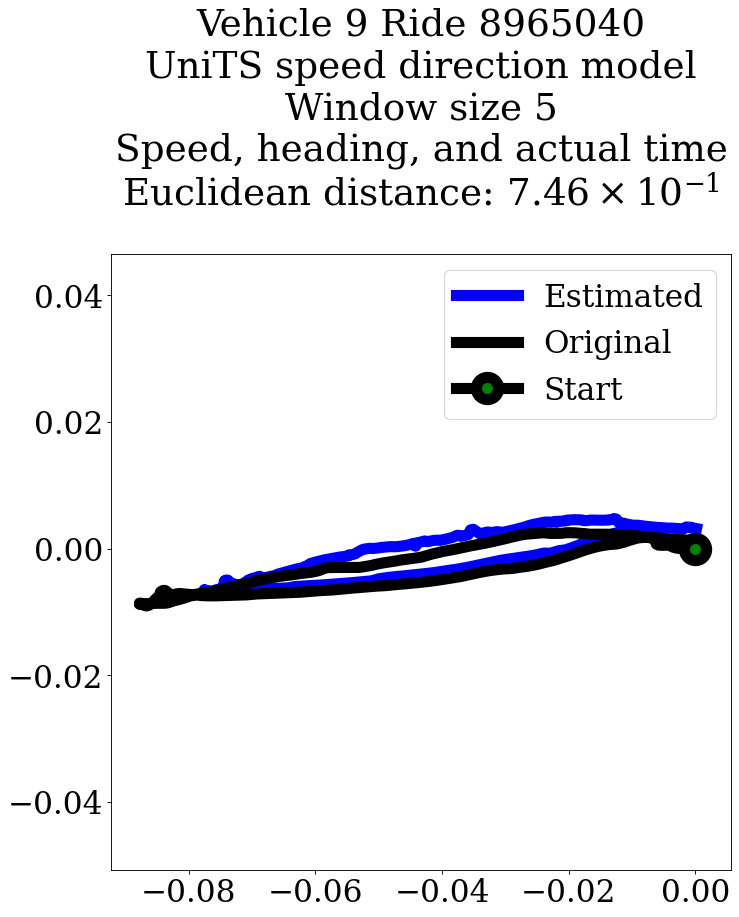 Vehicle 9 Ride 8965040
UniTS speed direction model
Window size 5
Speed, heading, and actual time
Euclidean distance: 7.46 × 10⁻¹
Estimated
Original
Start
0.04
0.02
0.00
−0.02
−0.04
−0.08 −0.06 −0.04 −0.02 0.00